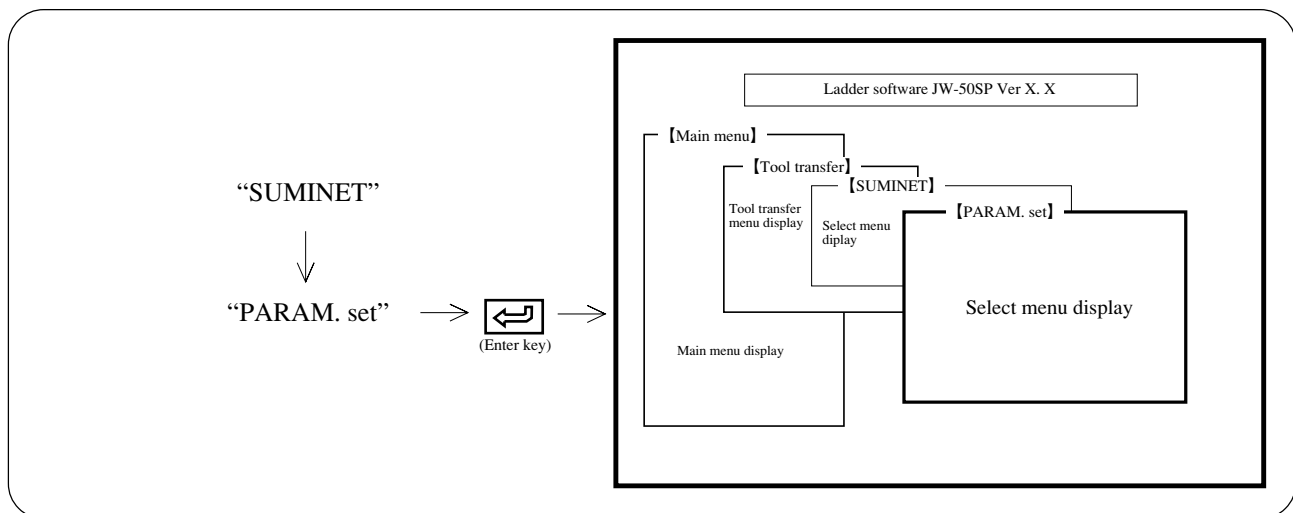 “SUMINET”
“PARAM. set”
(Enter key)
Ladder software JW-50SP Ver X. X
【Main menu】
【Tool transfer】
【SUMINET】
【PARAM. set】
Tool transfer
menu display
Select menu
diplay
Select menu display
Main menu display